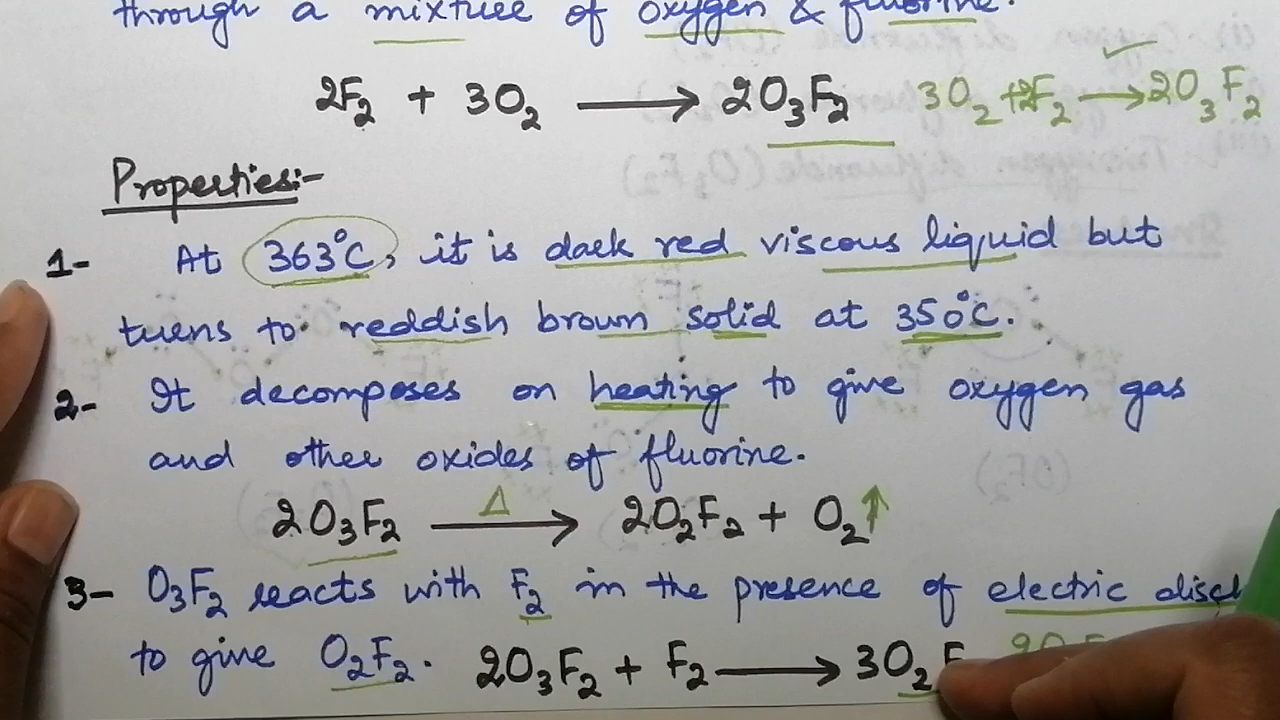 through a mixture of oxygen & fluorine.
2F₂ + 3O₂ ⟶ 2O₃F₂ 3O₂ + 2F₂ ⟶ 2O₃F₂
Properties:-
1- At 363°C, it is dark red viscous liquid but
turns to reddish brown solid at 350°C.
2- It decomposes on heating to give oxygen gas
and other oxides of fluorine.
2O₃F₂ Δ⟶ 2O₂F₂ + O₂↑
3- O₃F₂ reacts with F₂ in the presence of electric disch
to give O₂F₂. 2O₃F₂ + F₂ ⟶ 3O₂F